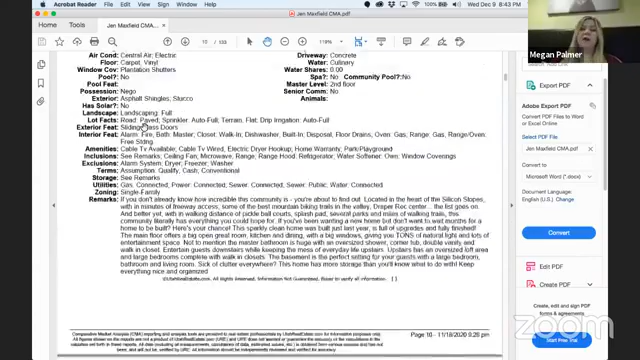 Acrobat Reader File Edit View Sign Window Help
100% Wed Dec 9 8:43 PM
Jen Maxfield CMA.pdf
Home Tools Jen Maxfield CMA.pdf ×
10 / 133
Air Cond: Central Air; Electric Driveway: Concrete
Floor: Carpet, Vinyl Water: Culinary
Window Cov: Plantation Shutters Water Shares: 0.00
Pool?: No Spa?: No Community Pool?: No
Pool Feat: Master Level: 2nd floor
Possession: Nego Senior Comm: No
Exterior: Asphalt Shingles; Stucco Animals:
Has Solar?: No
Landscape: Landscaping: Full
Lot Facts: Road: Paved; Sprinkler: Auto-Full; Terrain, Flat; Drip Irrigation: Auto-Full
Exterior Feat: Sliding Glass Doors
Interior Feat: Alarm: Fire, Bath: Master; Closet: Walk-In, Dishwasher, Built-In; Disposal, Floor Drains, Oven: Gas, Range: Gas, Range/Oven:
Free Stdng.
Amenities: Cable Tv Available; Cable Tv Wired, Electric Dryer Hookup; Home Warranty; Park/Playground
Inclusions: See Remarks; Ceiling Fan; Microwave, Range, Range Hood, Refrigerator, Water Softener: Own; Window Coverings
Exclusions: Alarm System; Dryer; Freezer; Washer
Terms: Assumption; Qualify, Cash, Conventional
Storage: See Remarks
Utilities: Gas: Connected, Power: Connected; Sewer: Connected, Sewer: Public; Water: Connected
Zoning: Single-Family
Remarks: If you don't already know how incredible this community is - you're about to find out. Located in the heart of the Silicon Slopes,
with in minutes of freeway access, some of the best mountain biking trails in the valley, Draper Rec center... the list goes on.
And better yet, with in walking distance of pickle ball courts, splash pad, several parks and miles of walking trails, this
community literally has everything you could hope for. If you've been wanting a new home but don't want to wait months for a
home to be built? Here's your chance! This sparkly clean home was built just last year, is full of upgrades and fully finished!
The main floor offers a big open great room, kitchen and dining, with a big windows, giving you TONS of natural light and lots of
entertainment space. Not to mention the master bathroom is huge with an oversized shower, corner tub, double vanity and
walk in closet. Entertain guests downstairs while keeping the mess of everyday life upstairs. Upstairs has an oversized loft area
and large bedrooms complete with walk in closets. The basement is the perfect setting for your guests with a large bedroom,
bathroom and living room. Sick of clutter everywhere? This home has more storage than you'll know what to do with! Keep
everything nice and organized
©UtahRealEstate.com. All Rights Reserved. Information Not Guaranteed. Buyer to verify all information. [ ]
Page 10 - 11/18/2020 9:28 pm
Megan Palmer
Export PDF
Adobe Export PDF
Convert PDF Files to Word
or Excel Online
Select PDF File
Jen Maxfield CMA.pdf ×
Convert to
Microsoft Word (*.docx)
Document Language:
English (U.S.) Change
Convert
Edit PDF
Create PDF
Create, edit and sign PDF
forms & agreements
Start Free Trial
zoom